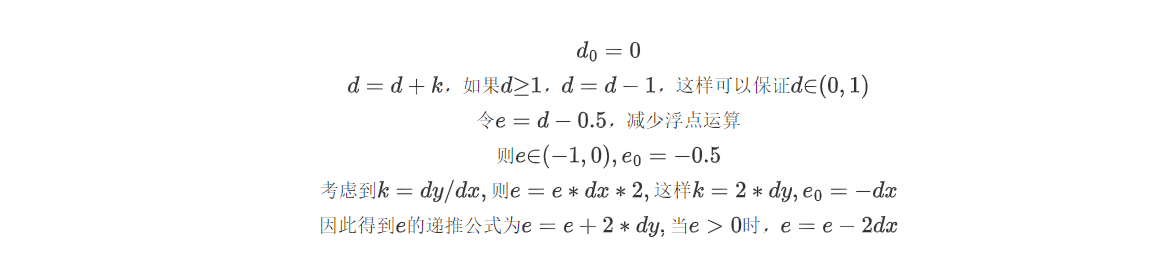 d₀ = 0
d = d + k，如果d≥1，d = d − 1，这样可以保证d∈(0, 1)
令e = d − 0.5，减少浮点运算
则e∈(−1, 0), e₀ = −0.5
考虑到k = dy/dx, 则e = e ∗ dx ∗ 2, 这样k = 2 ∗ dy, e₀ = −dx
因此得到e的递推公式为e = e + 2 ∗ dy, 当e > 0时，e = e − 2dx